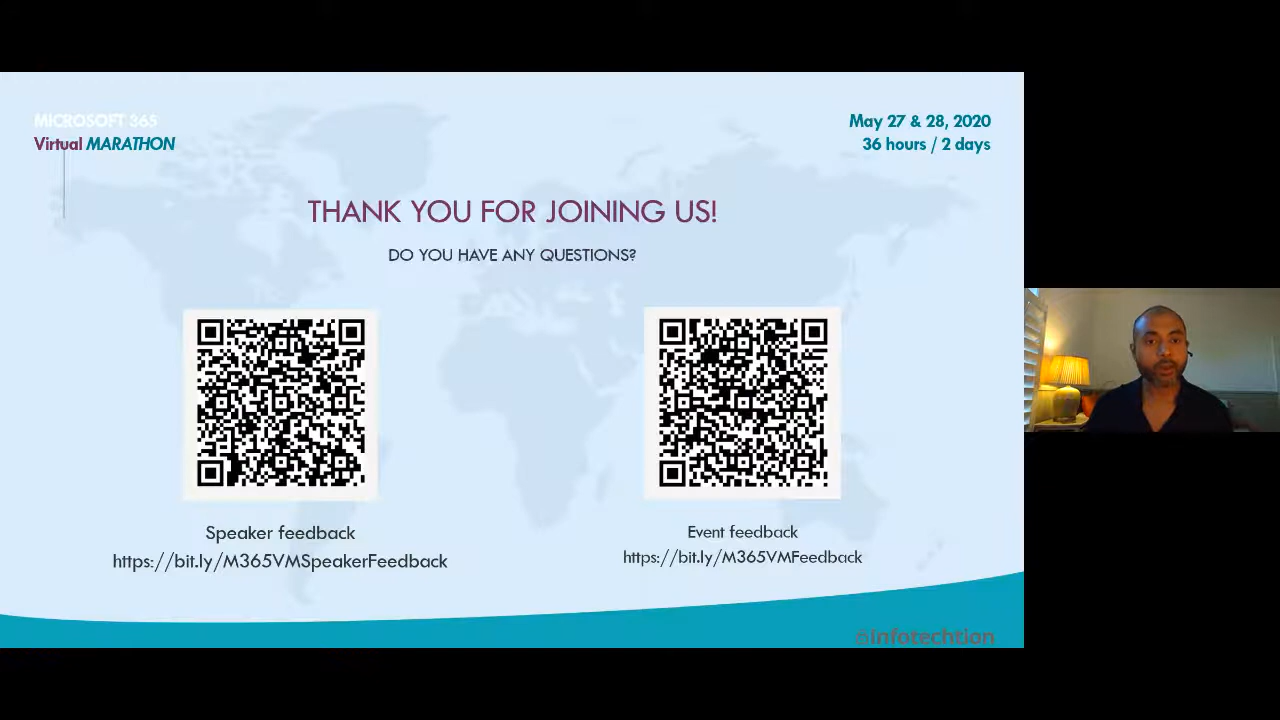 MICROSOFT 365
Virtual MARATHON
May 27 & 28, 2020
36 hours / 2 days
THANK YOU FOR JOINING US!
DO YOU HAVE ANY QUESTIONS?
Speaker feedback
https://bit.ly/M365VMSpeakerFeedback
Event feedback
https://bit.ly/M365VMFeedback
©infotechtian